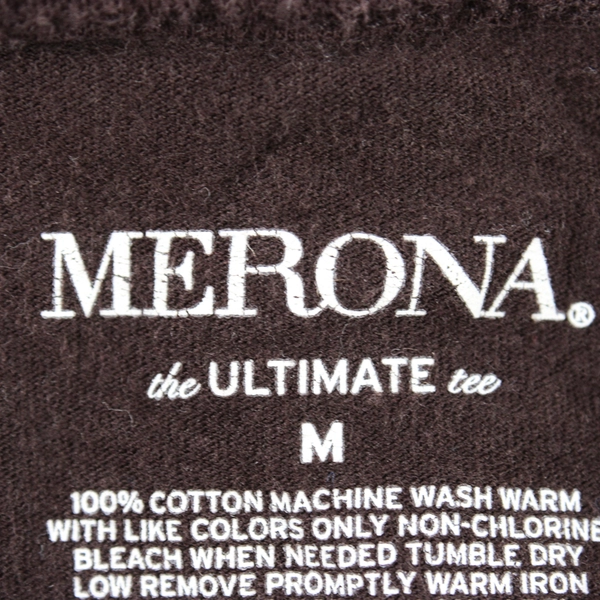 MERONA®
the ULTIMATE tee
M
100% COTTON MACHINE WASH WARM
WITH LIKE COLORS ONLY NON-CHLORINE
BLEACH WHEN NEEDED TUMBLE DRY
LOW REMOVE PROMPTLY WARM IRON